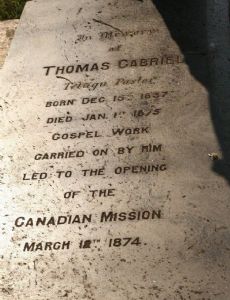 In Memory
of
THOMAS GABRIEL
Telugu Pastor
BORN DEC 15TH 1837
DIED JAN. 1ST 1875
GOSPEL WORK
CARRIED ON BY HIM
LED TO THE OPENING
OF THE
CANADIAN MISSION
MARCH 12TH 1874.